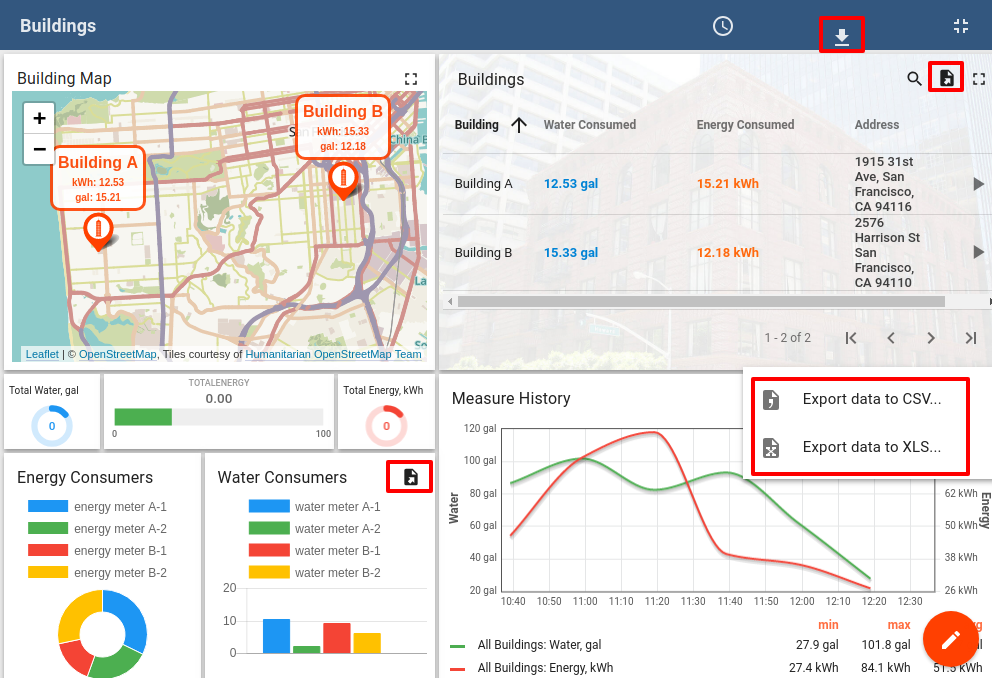 Buildings
Building Map
+
−
Building A
kWh: 12.53
gal: 15.21
Building B
kWh: 15.33
gal: 12.18
China B
La
Leaflet | © OpenStreetMap, Tiles courtesy of Humanitarian OpenStreetMap Team
Buildings
Building Water Consumed Energy Consumed Address
Building A 12.53 gal 15.21 kWh 1915 31st
Ave, San
Francisco,
CA 94116
Building B 15.33 gal 12.18 kWh 2576
Harrison St
San
Francisco,
CA 94110
1 - 2 of 2
Total Water, gal
0
TOTALENERGY
0.00
0 100
Total Energy, kWh
0
Energy Consumers
energy meter A-1
energy meter A-2
energy meter B-1
energy meter B-2
Water Consumers
water meter A-1
water meter A-2
water meter B-1
water meter B-2
20
10
0
Measure History
Export data to CSV...
Export data to XLS...
120 gal
100 gal
80 gal
60 gal
40 gal
20 gal
Water
62 kWh
50 kWh
38 kWh
26 kWh
Energy
10:40 10:50 11:00 11:10 11:20 11:30 11:40 11:50 12:00 12:10 12:20 12:30
min max
All Buildings: Water, gal 27.9 gal 101.8 gal
All Buildings: Energy, kWh 27.4 kWh 84.1 kWh 51.5 kWh